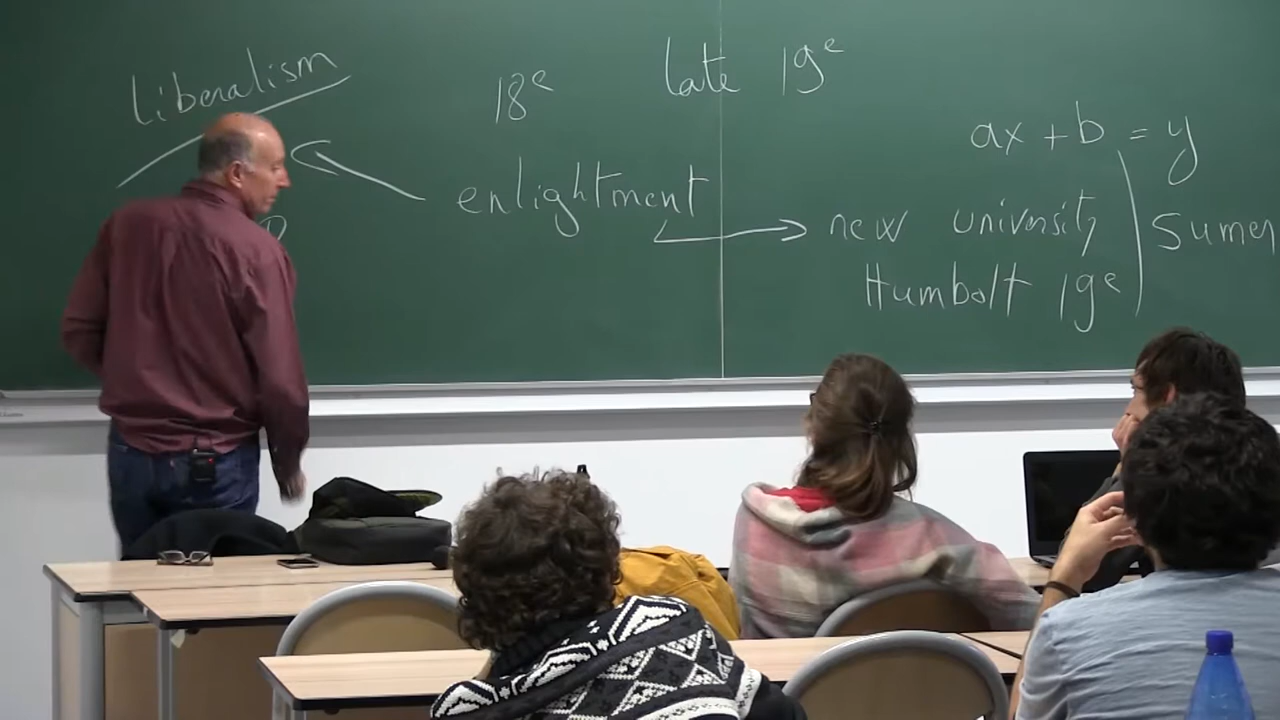 Liberalism
18e
late 19e
enlightment
ax + b = y
new university
Humbolt 19e
Sumer